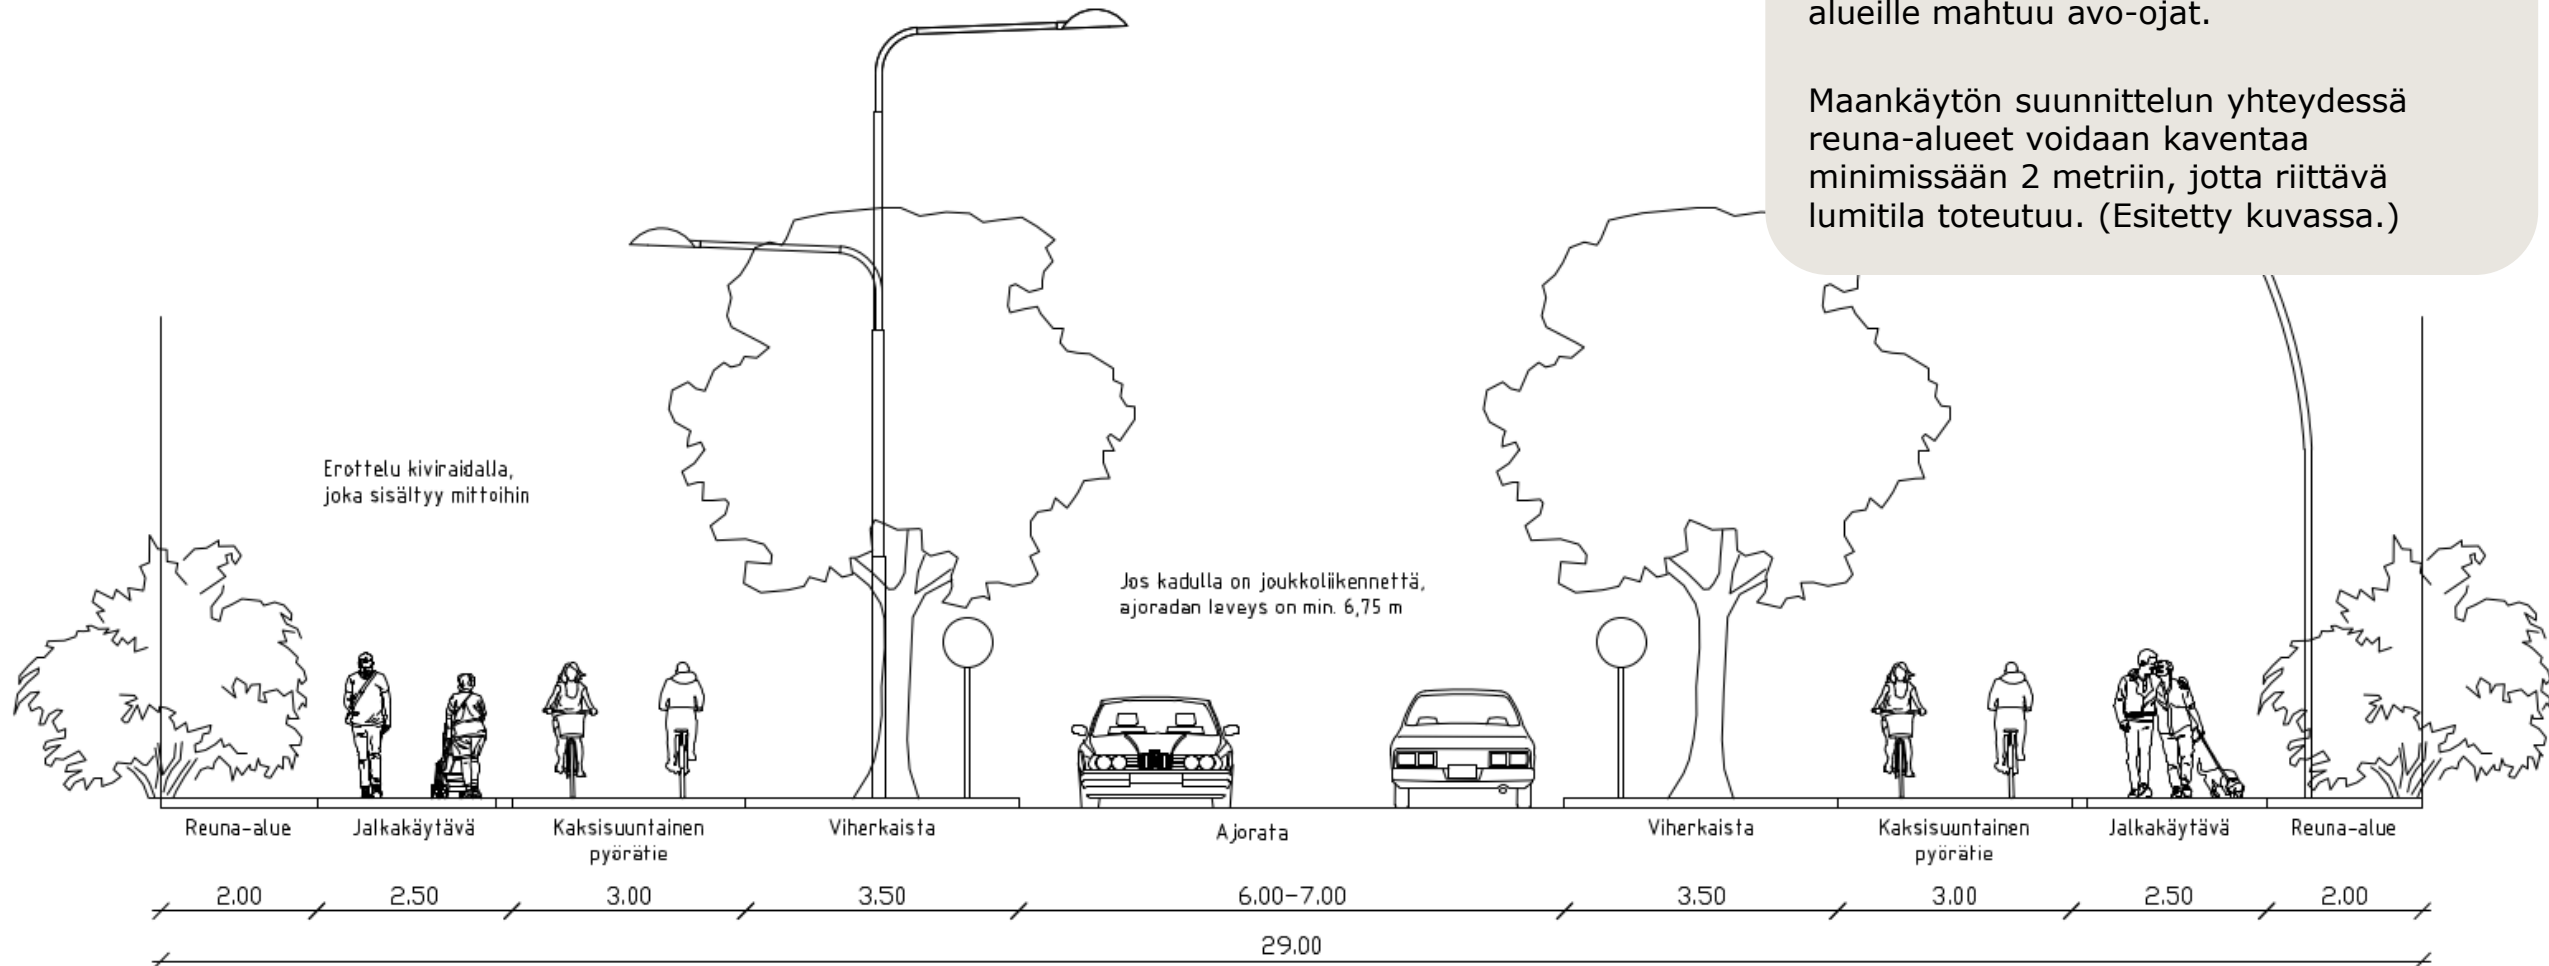 alueille mahtuu avo-ojat.
Maankäytön suunnittelun yhteydessä
reuna-alueet voidaan kaventaa
minimissään 2 metriin, jotta riittävä
lumitila toteutuu. (Esitetty kuvassa.)
Erottelu kiviraidalla,
joka sisältyy mittoihin
Jos kadulla on joukkoliikennettä,
ajoradan leveys on min. 6,75 m
Reuna-alue Jalkakäytävä Kaksisuuntainen Viherkaista Ajorata Viherkaista Kaksisuuntainen Jalkakäytävä Reuna-alue
pyörätie pyörätie
2.00 2.50 3.00 3.50 6.00-7.00 3.50 3.00 2.50 2.00
29.00